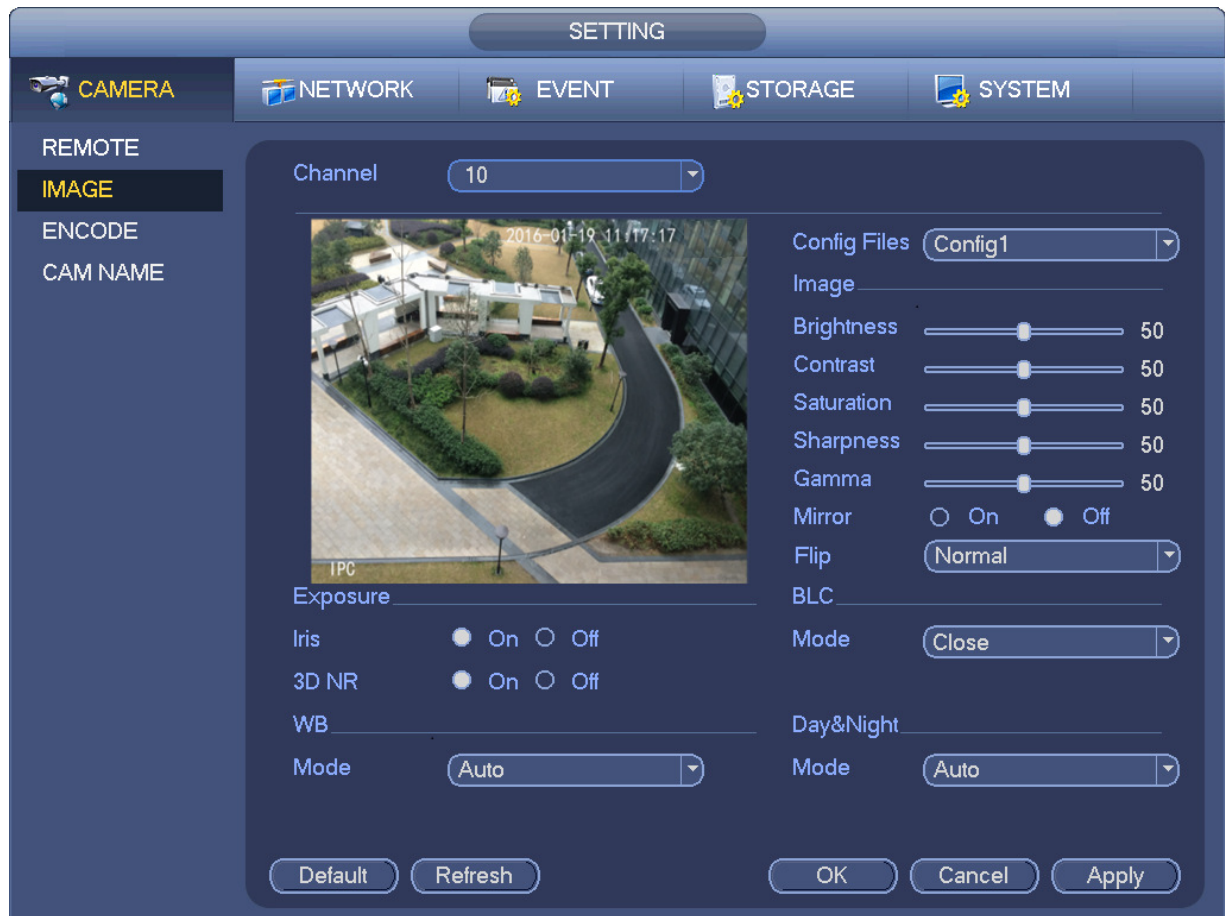 SETTING
CAMERA NETWORK EVENT STORAGE SYSTEM
REMOTE
IMAGE
ENCODE
CAM NAME
Channel 10
2016-01-19 11:17:17
IPC
Config Files Config1
Image
Brightness 50
Contrast 50
Saturation 50
Sharpness 50
Gamma 50
Mirror On Off
Flip Normal
Exposure
Iris On Off
3D NR On Off
WB
Mode Auto
BLC
Mode Close
Day&Night
Mode Auto
Default Refresh OK Cancel Apply